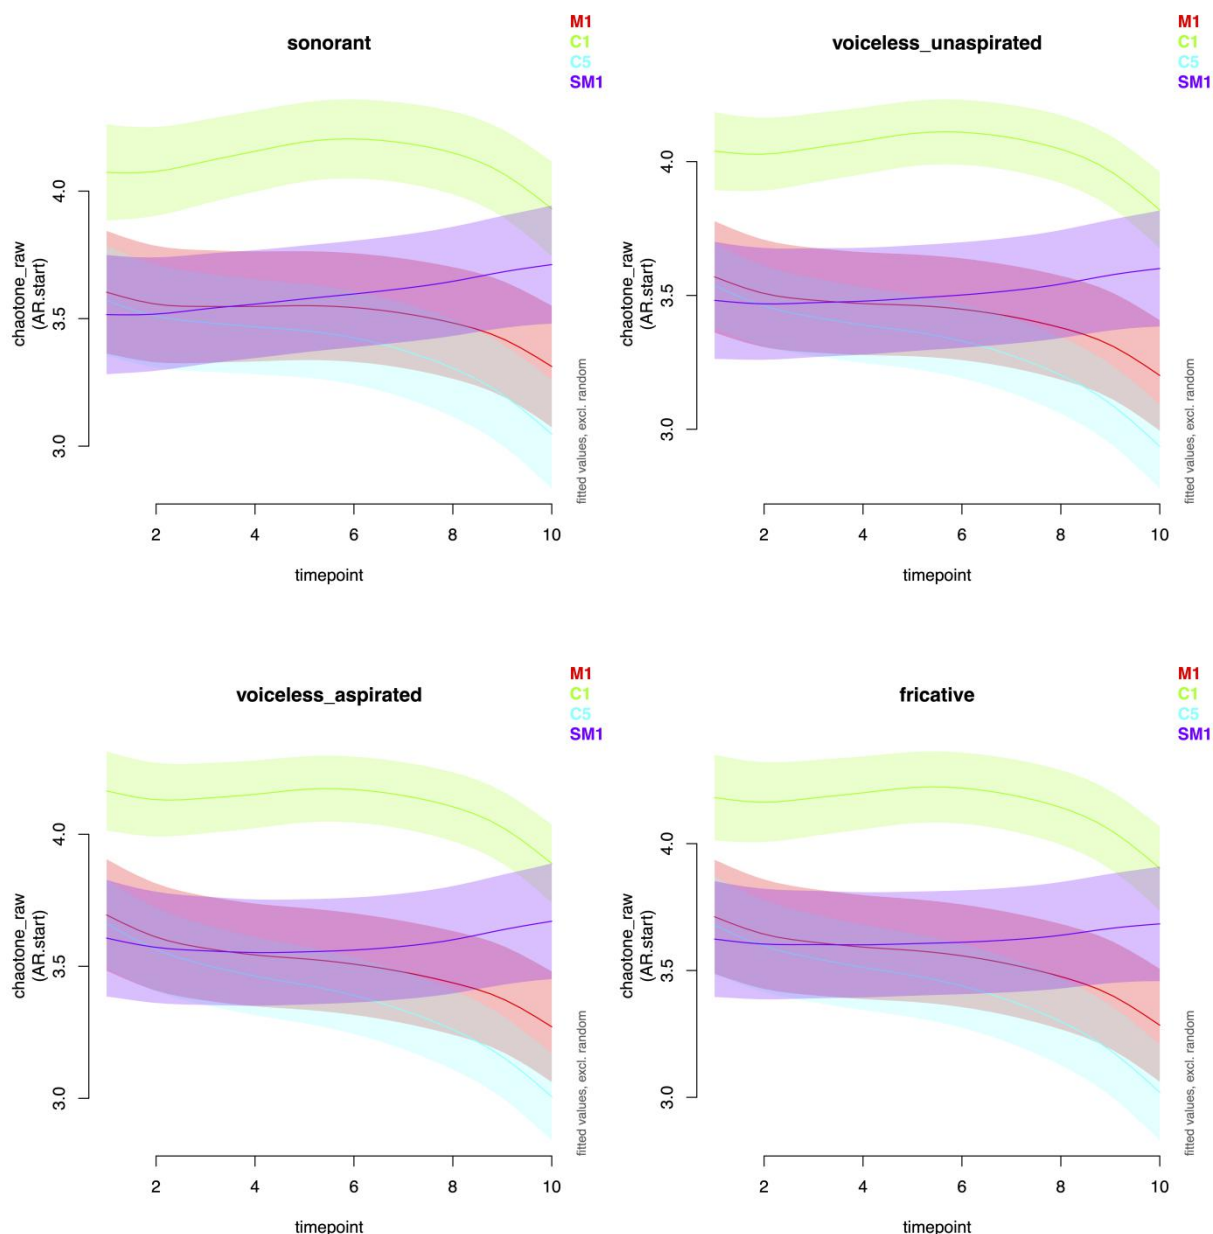 sonorant
M1
C1
C5
SM1
chaotone_raw
(AR.start)
4.0
3.5
3.0
2 4 6 8 10
timepoint
fitted values, excl. random
voiceless_unaspirated
M1
C1
C5
SM1
chaotone_raw
(AR.start)
4.0
3.5
3.0
2 4 6 8 10
timepoint
fitted values, excl. random
voiceless_aspirated
M1
C1
C5
SM1
chaotone_raw
(AR.start)
4.0
3.5
3.0
2 4 6 8 10
timepoint
fitted values, excl. random
fricative
M1
C1
C5
SM1
chaotone_raw
(AR.start)
4.0
3.5
3.0
2 4 6 8 10
timepoint
fitted values, excl. random